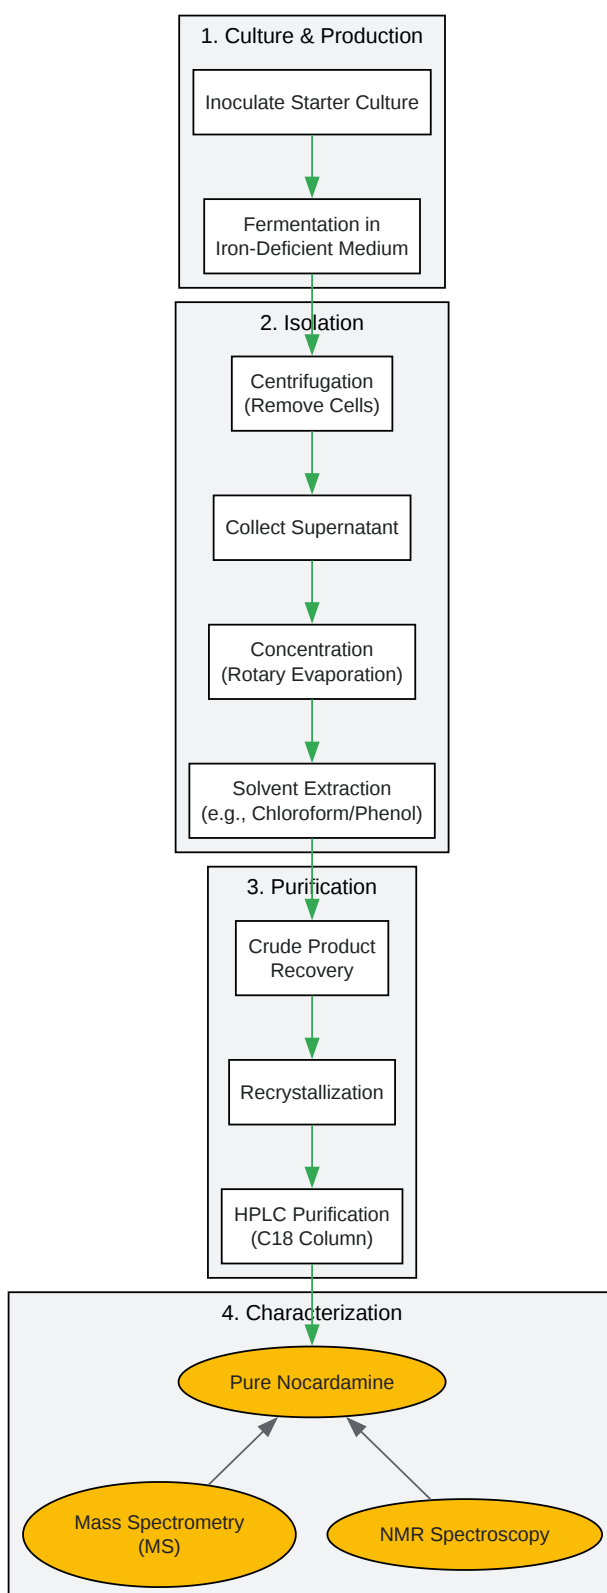 1. Culture & Production
Inoculate Starter Culture
Fermentation in
Iron-Deficient Medium
2. Isolation
Centrifugation
(Remove Cells)
Collect Supernatant
Concentration
(Rotary Evaporation)
Solvent Extraction
(e.g., Chloroform/Phenol)
3. Purification
Crude Product
Recovery
Recrystallization
HPLC Purification
(C18 Column)
4. Characterization
Pure Nocardamine
Mass Spectrometry
(MS)
NMR Spectroscopy